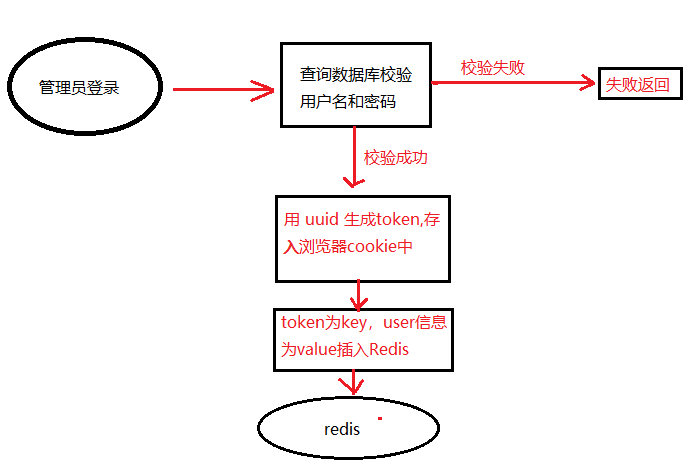 管理员登录
查询数据库校验
用户名和密码
校验失败
失败返回
校验成功
用 uuid 生成token,存
入浏览器cookie中
token为key，user信息
为value插入Redis
redis